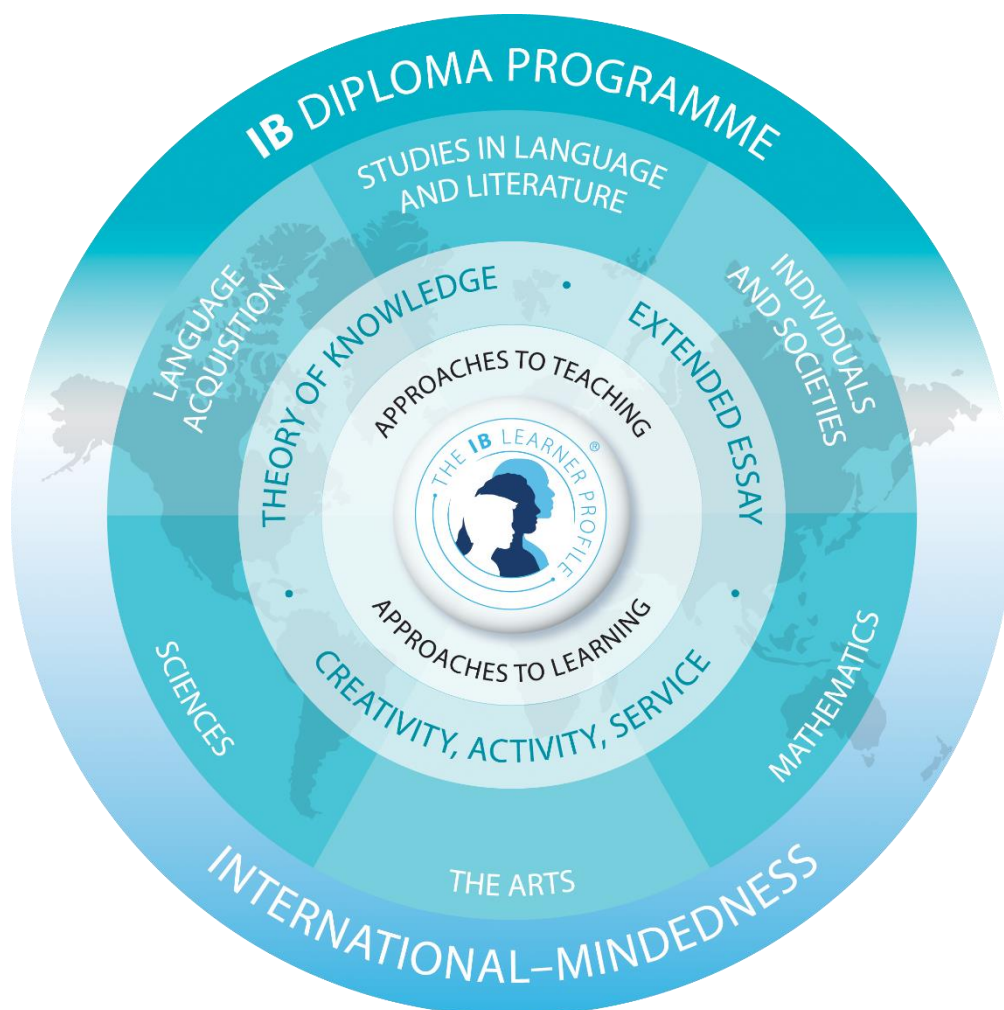 IB DIPLOMA PROGRAMME
STUDIES IN LANGUAGE
AND LITERATURE
LANGUAGE
ACQUISITION
INDIVIDUALS
AND SOCIETIES
THEORY OF KNOWLEDGE
EXTENDED ESSAY
APPROACHES TO TEACHING
THE IB LEARNER PROFILE
®
APPROACHES TO LEARNING
CREATIVITY, ACTIVITY, SERVICE
SCIENCES
MATHEMATICS
THE ARTS
INTERNATIONAL–MINDEDNESS